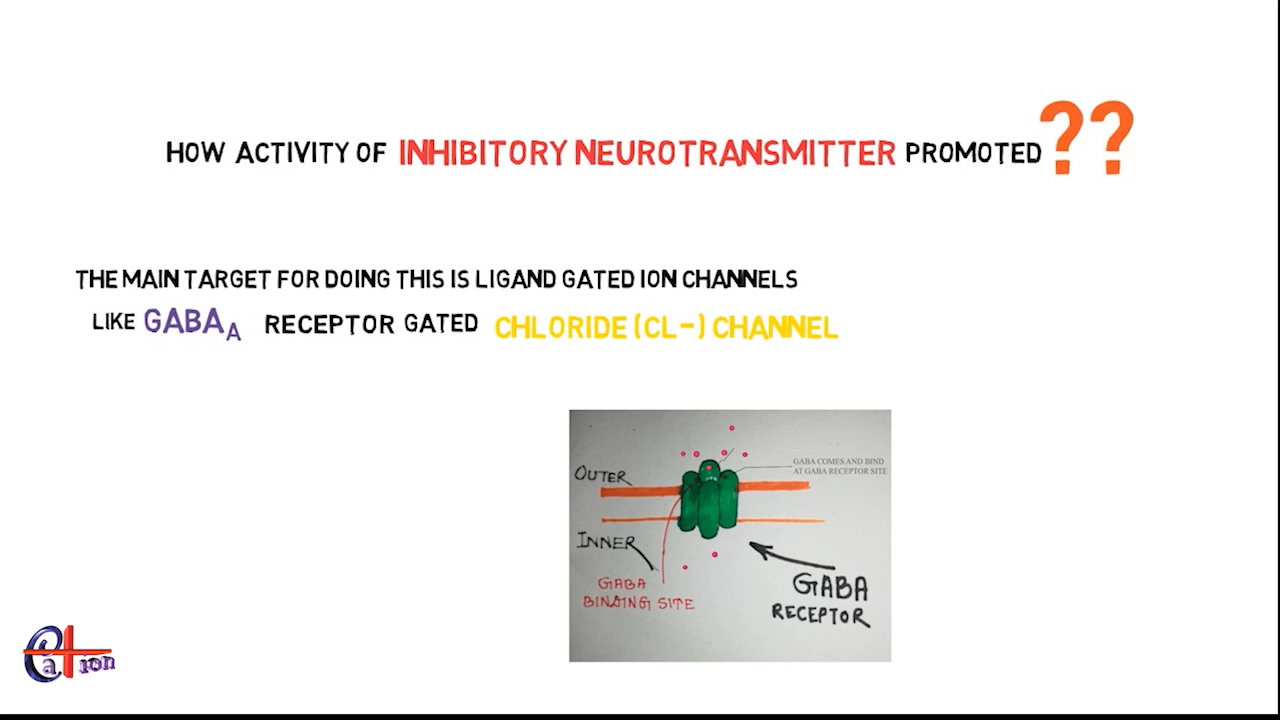 HOW ACTIVITY OF INHIBITORY NEUROTRANSMITTER PROMOTED??
THE MAIN TARGET FOR DOING THIS IS LIGAND GATED ION CHANNELS
LIKE GABAA RECEPTOR GATED CHLORIDE (CL-) CHANNEL
GABA COMES AND BIND
AT GABA RECEPTOR SITE
OUTER
INNER
GABA
BINDING SITE
GABA
RECEPTOR
Cation